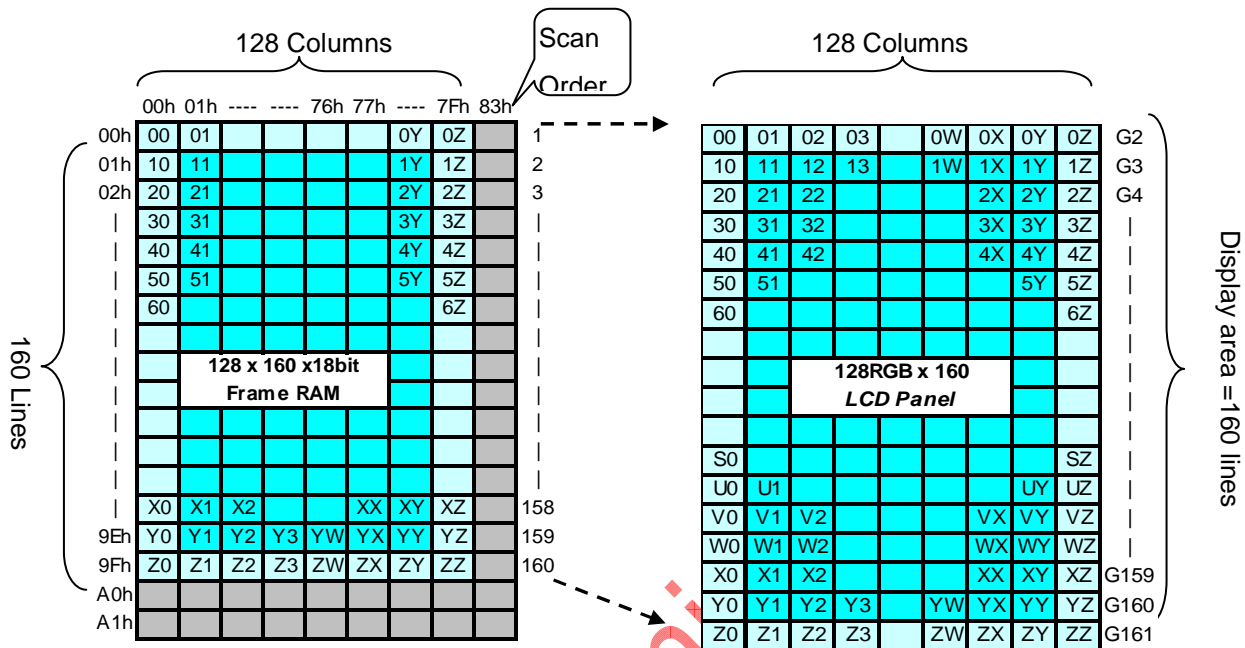 128 Columns
Scan
Order
00h 01h ---- ---- 76h 77h ---- 7Fh 83h
00h 00 01 0Y 0Z 1
01h 10 11 1Y 1Z 2
02h 20 21 2Y 2Z 3
30 31 3Y 3Z
40 41 4Y 4Z
50 51 5Y 5Z
60 6Z
160 Lines
128 x 160 x18bit
Frame RAM
X0 X1 X2 XX XY XZ 158
9Eh Y0 Y1 Y2 Y3 YW YX YY YZ 159
9Fh Z0 Z1 Z2 Z3 ZW ZX ZY ZZ 160
A0h
A1h
128 Columns
00 01 02 03 0W 0X 0Y 0Z G2
10 11 12 13 1W 1X 1Y 1Z G3
20 21 22 2X 2Y 2Z G4
30 31 32 3X 3Y 3Z
40 41 42 4X 4Y 4Z
50 51 5Y 5Z
60 6Z
128RGB x 160
LCD Panel
Display area =160 lines
S0 SZ
U0 U1 UY UZ
V0 V1 V2 VX VY VZ
W0 W1 W2 WX WY WZ
X0 X1 X2 XX XY XZ G159
Y0 Y1 Y2 Y3 YW YX YY YZ G160
Z0 Z1 Z2 Z3 ZW ZX ZY ZZ G161